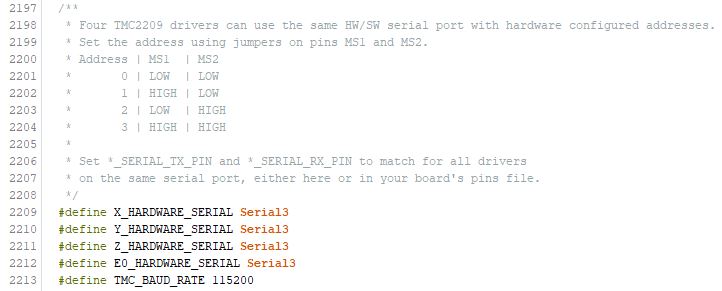 2197 /**
2198  * Four TMC2209 drivers can use the same HW/SW serial port with hardware configured addresses.
2199  * Set the address using jumpers on pins MS1 and MS2.
2200  * Address | MS1  | MS2
2201  *       0 | LOW  | LOW
2202  *       1 | HIGH | LOW
2203  *       2 | LOW  | HIGH
2204  *       3 | HIGH | HIGH
2205  *
2206  * Set *_SERIAL_TX_PIN and *_SERIAL_RX_PIN to match for all drivers
2207  * on the same serial port, either here or in your board's pins file.
2208  */
2209 #define X_HARDWARE_SERIAL Serial3
2210 #define Y_HARDWARE_SERIAL Serial3
2211 #define Z_HARDWARE_SERIAL Serial3
2212 #define E0_HARDWARE_SERIAL Serial3
2213 #define TMC_BAUD_RATE 115200